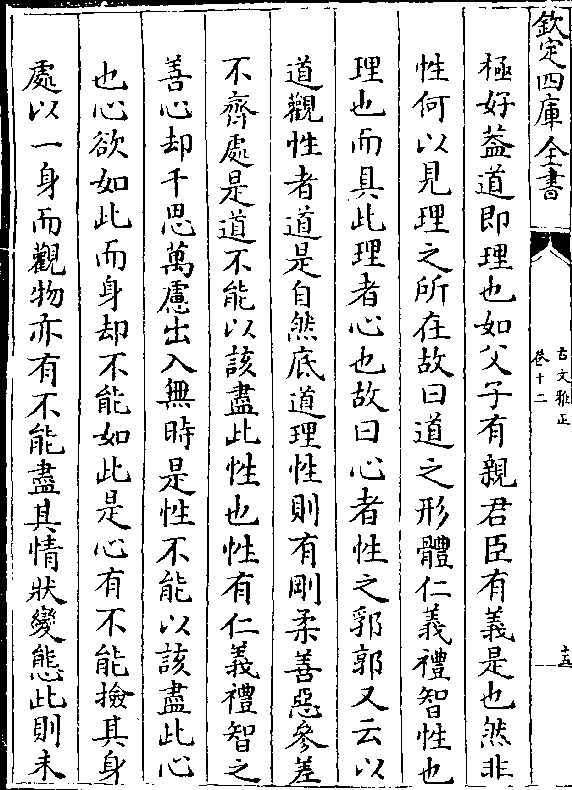 欽定四庫全書
古文雅正
卷十二
十五
極好葢道即理也如父子有親君臣有義是也然非
性何以見理之所在故曰道之形體仁義禮智性也
理也而具此理者心也故曰心者性之郛郭又云以
道觀性者道是自然底道理性則有剛柔善惡參差
不齊處是道不能以該盡此性也性有仁義禮智之
善心却千思萬慮出入無時是性不能以該盡此心
也心欲如此而身却不能如此是心有不能撿其身
處以一身而觀物亦有不能盡其情狀變態此則未